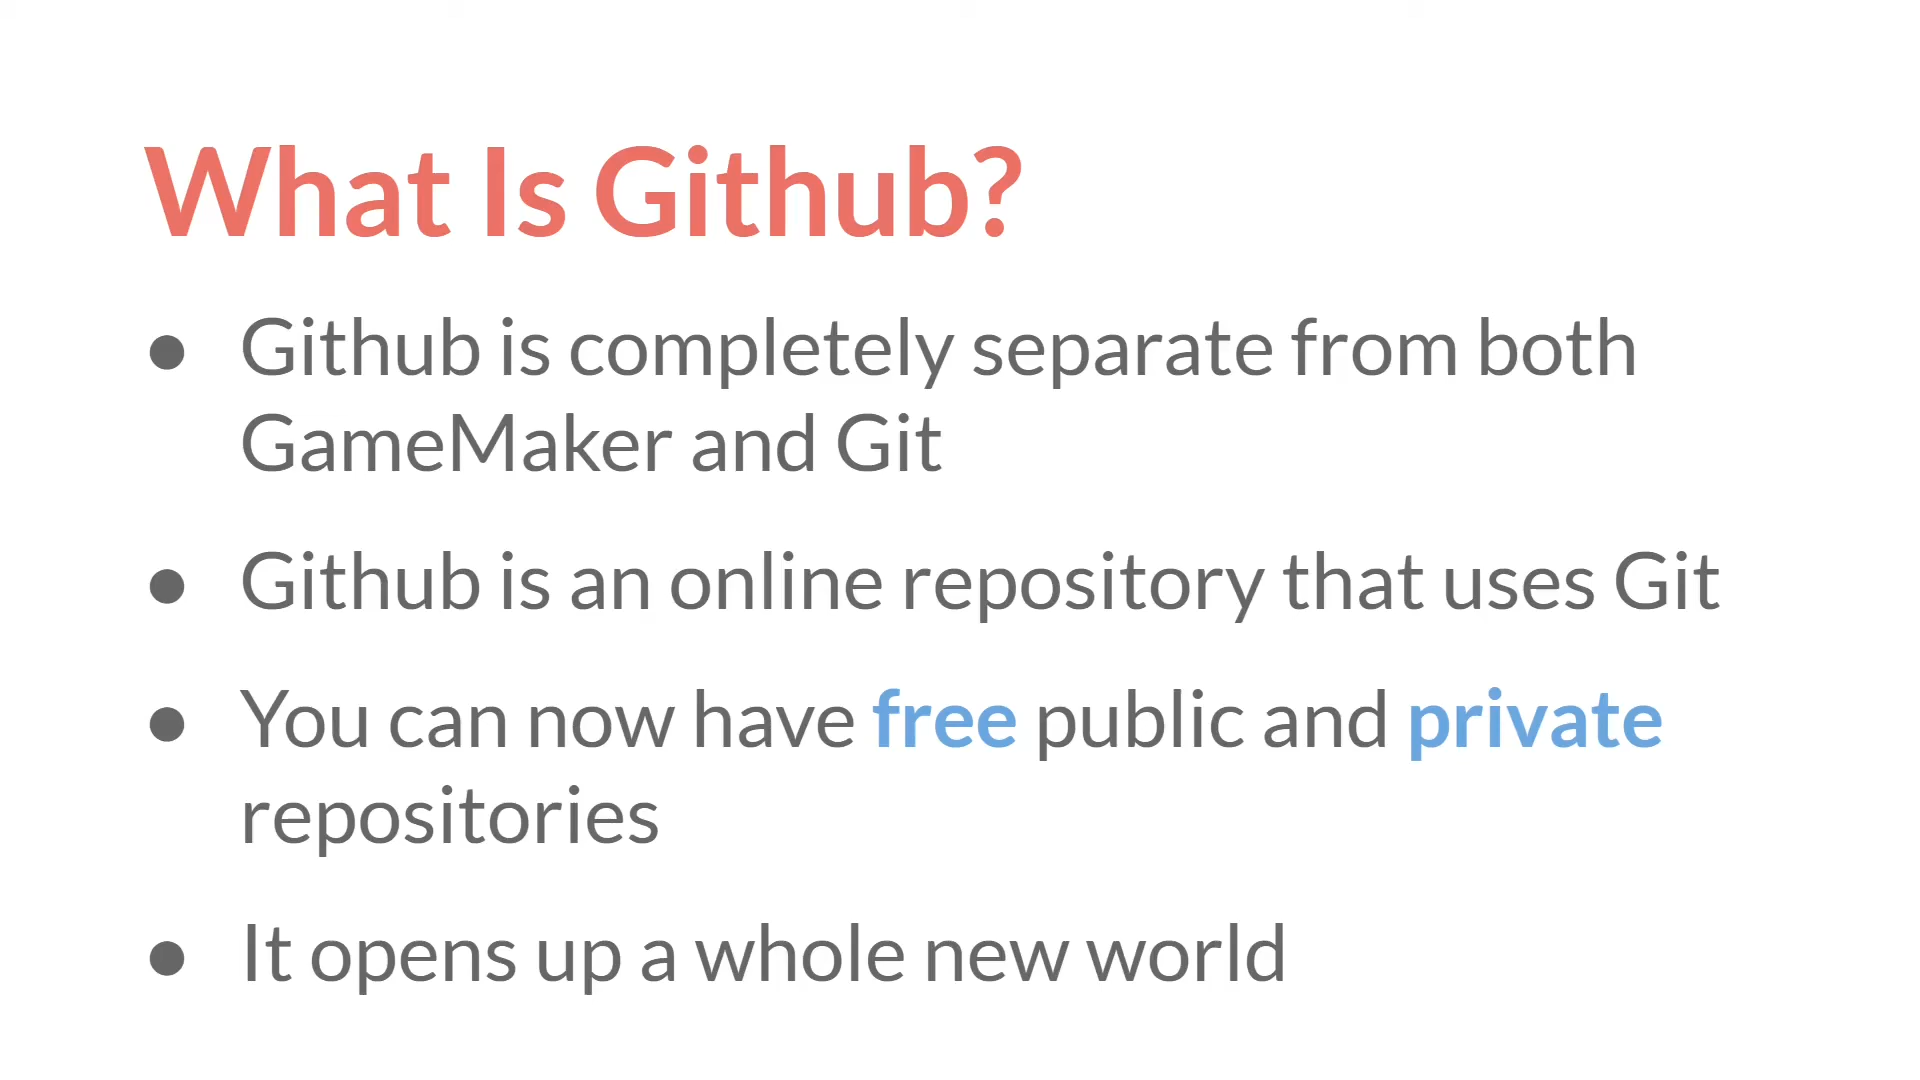 What Is Github?
● Github is completely separate from both
GameMaker and Git
● Github is an online repository that uses Git
● You can now have free public and private
repositories
● It opens up a whole new world